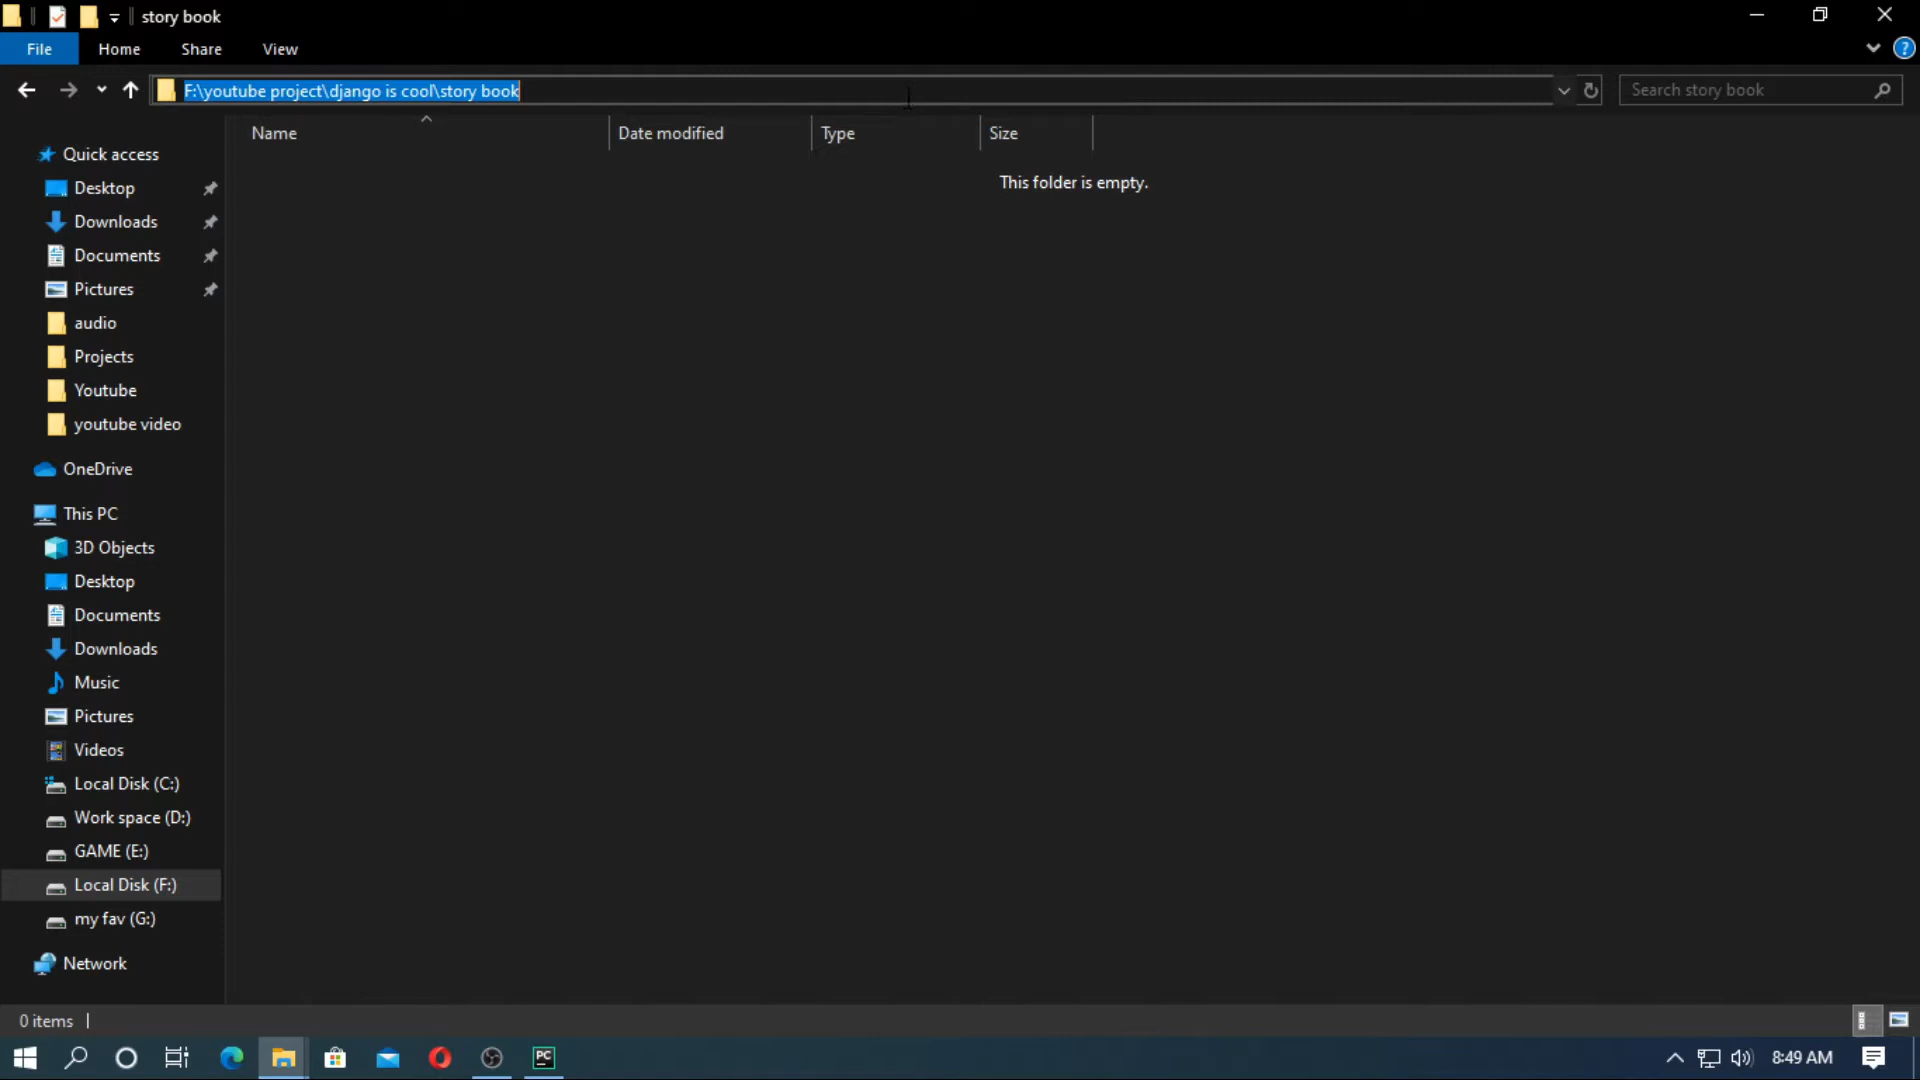 story book
File Home Share View
F:\youtube project\django is cool\story book
Search story book
Name Date modified Type Size
This folder is empty.
Quick access
Desktop
Downloads
Documents
Pictures
audio
Projects
Youtube
youtube video
OneDrive
This PC
3D Objects
Desktop
Documents
Downloads
Music
Pictures
Videos
Local Disk (C:)
Work space (D:)
GAME (E:)
Local Disk (F:)
my fav (G:)
Network
0 items
PC
8:49 AM